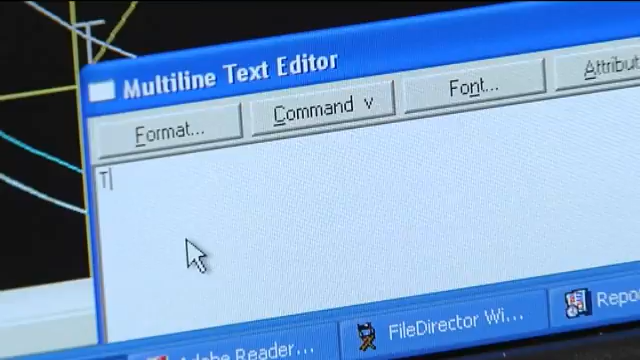 Multiline Text Editor
Format... Command v Font... Attribut
T
Adobe Reader... FileDirector Wi... Repo